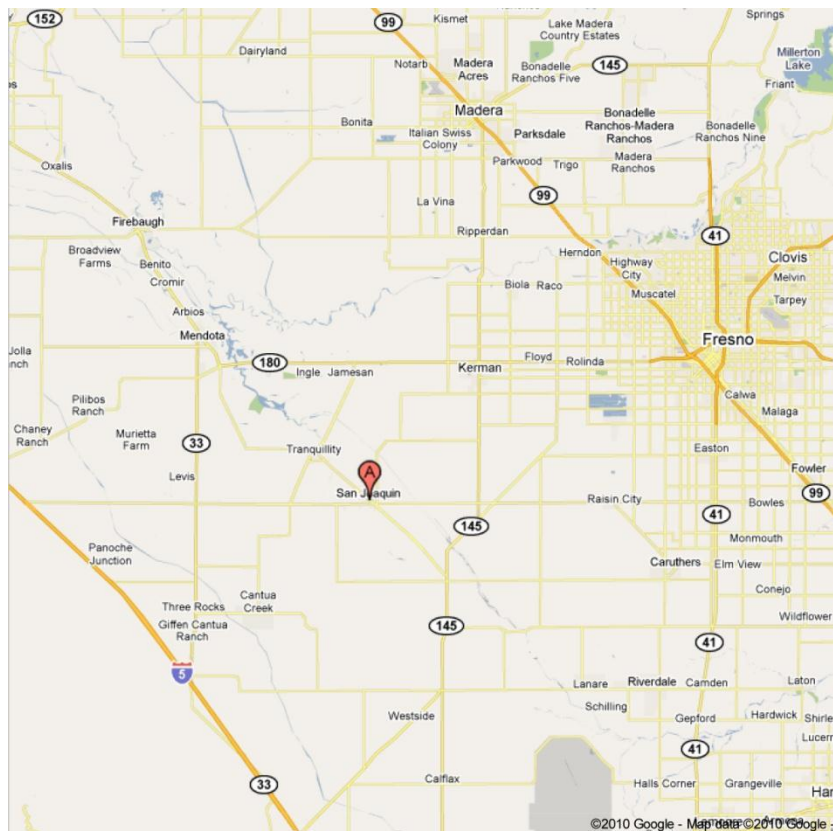 152
99
Kismet
Lake Madera
Country Estates
Springs
Dairyland
Notarb
Madera
Acres
145
Bonadelle
Ranchos Five
Millerton
Lake
Friant
Madera
Bonita
Italian Swiss
Colony
Parksdale
Bonadelle
Ranchos-Madera
Ranchos
Bonadelle
Ranchos Nine
Oxalis
Parkwood
Trigo
Madera
Ranchos
99
La Vina
Firebaugh
Ripperdan
41
Broadview
Farms
Benito
Herndon
Highway
City
Clovis
Cromir
Biola
Raco
Muscatel
Melvin
Tarpey
Arbios
Mendota
Fresno
Jolla
180
Ingle
Jamesan
Kerman
Floyd
Rolinda
Calwa
Pilibos
Ranch
Malaga
Chaney
Ranch
Murietta
Farm
33
Tranquillity
Easton
Levis
A
Fowler
San Joaquin
Raisin City
99
Bowles
145
41
Panoche
Junction
Monmouth
Caruthers
Elm View
Conejo
Three Rocks
Cantua
Creek
Wildflower
Giffen Cantua
Ranch
145
41
5
Lanare
Riverdale
Camden
Laton
Westside
Schilling
Gepford
Hardwick
41
33
Calflax
Halls Corner
Grangeville
©2010 Google - Map data ©2010 Google -